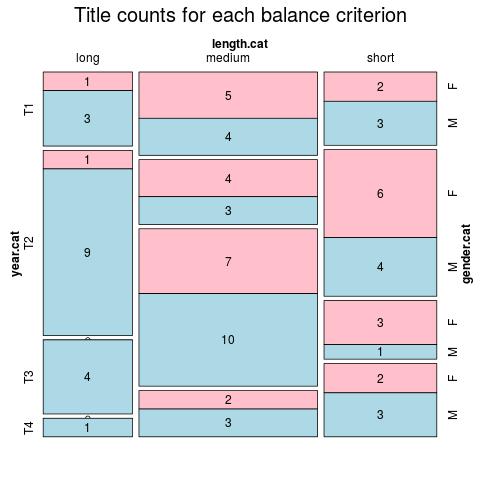 Title counts for each balance criterion
length.cat
long medium short
year.cat
gender.cat
T1 1 5 2 F
3 4 3 M
T2 1 4 6 F
9 3 4 M
7 3 F
T3 4 10 1 M
2 2 F
T4 1 3 3 M